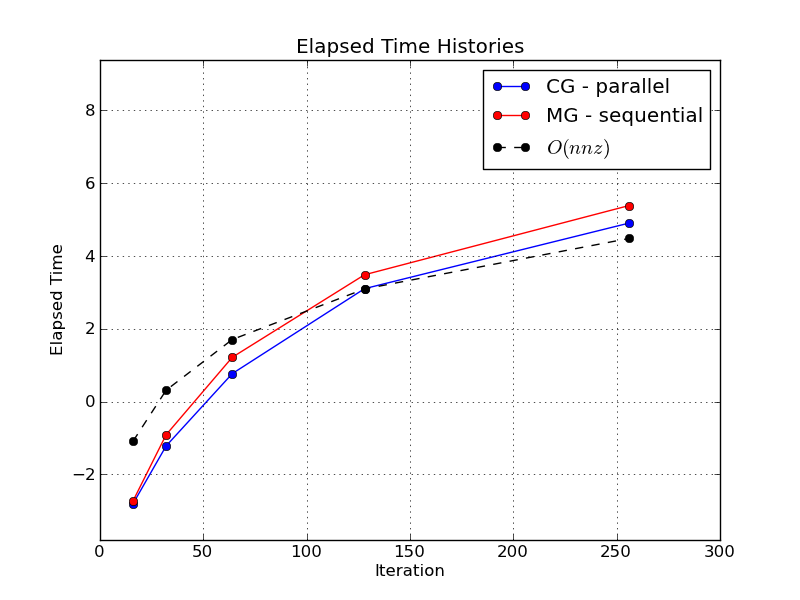 Elapsed Time Histories
CG - parallel
MG - sequential
O(nnz)
8
6
4
2
0
−2
Elapsed Time
0 50 100 150 200 250 300
Iteration